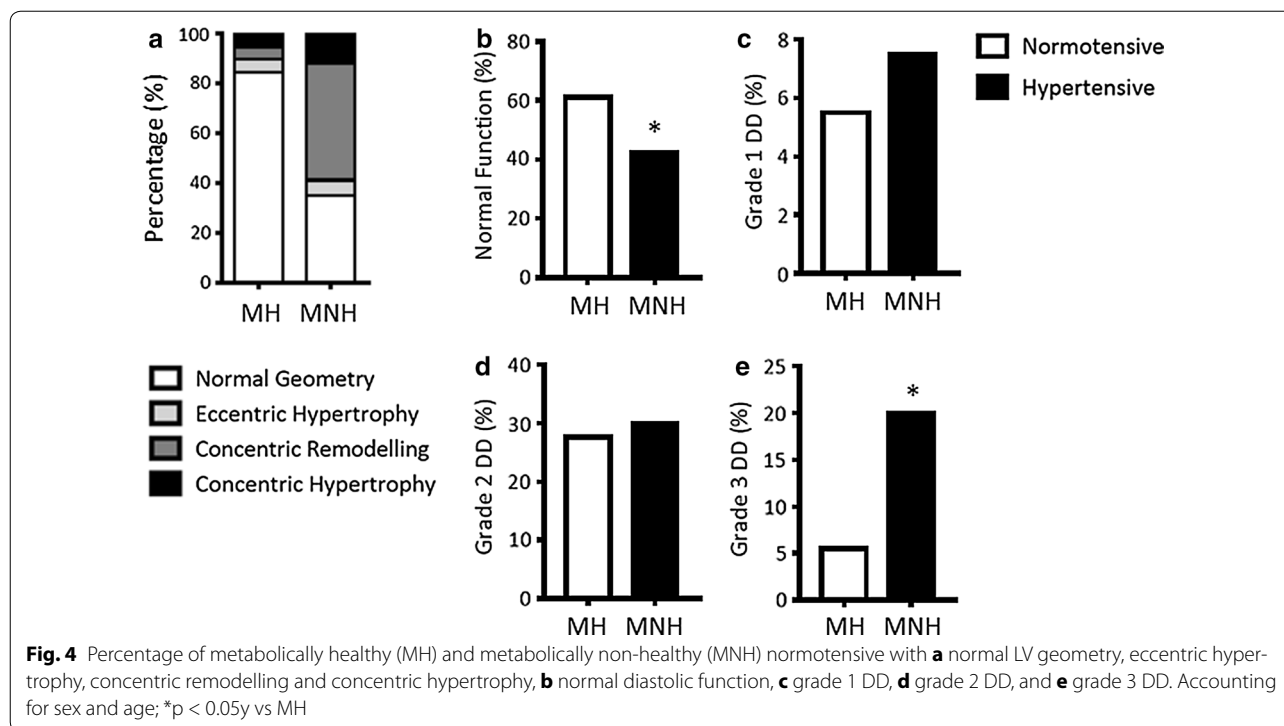 a
100
80
60
40
20
0
Percentage (%)
MH MNH
b
80
60
40
20
0
Normal Function (%)
*
MH MNH
c
8
6
4
2
0
Grade 1 DD (%)
MH MNH
Normotensive
Hypertensive
Normal Geometry
Eccentric Hypertrophy
Concentric Remodelling
Concentric Hypertrophy
d
40
30
20
10
0
Grade 2 DD (%)
MH MNH
e
25
20
15
10
5
0
Grade 3 DD (%)
*
MH MNH
Fig. 4 Percentage of metabolically healthy (MH) and metabolically non-healthy (MNH) normotensive with a normal LV geometry, eccentric hyper-
trophy, concentric remodelling and concentric hypertrophy, b normal diastolic function, c grade 1 DD, d grade 2 DD, and e grade 3 DD. Accounting
for sex and age; *p < 0.05y vs MH